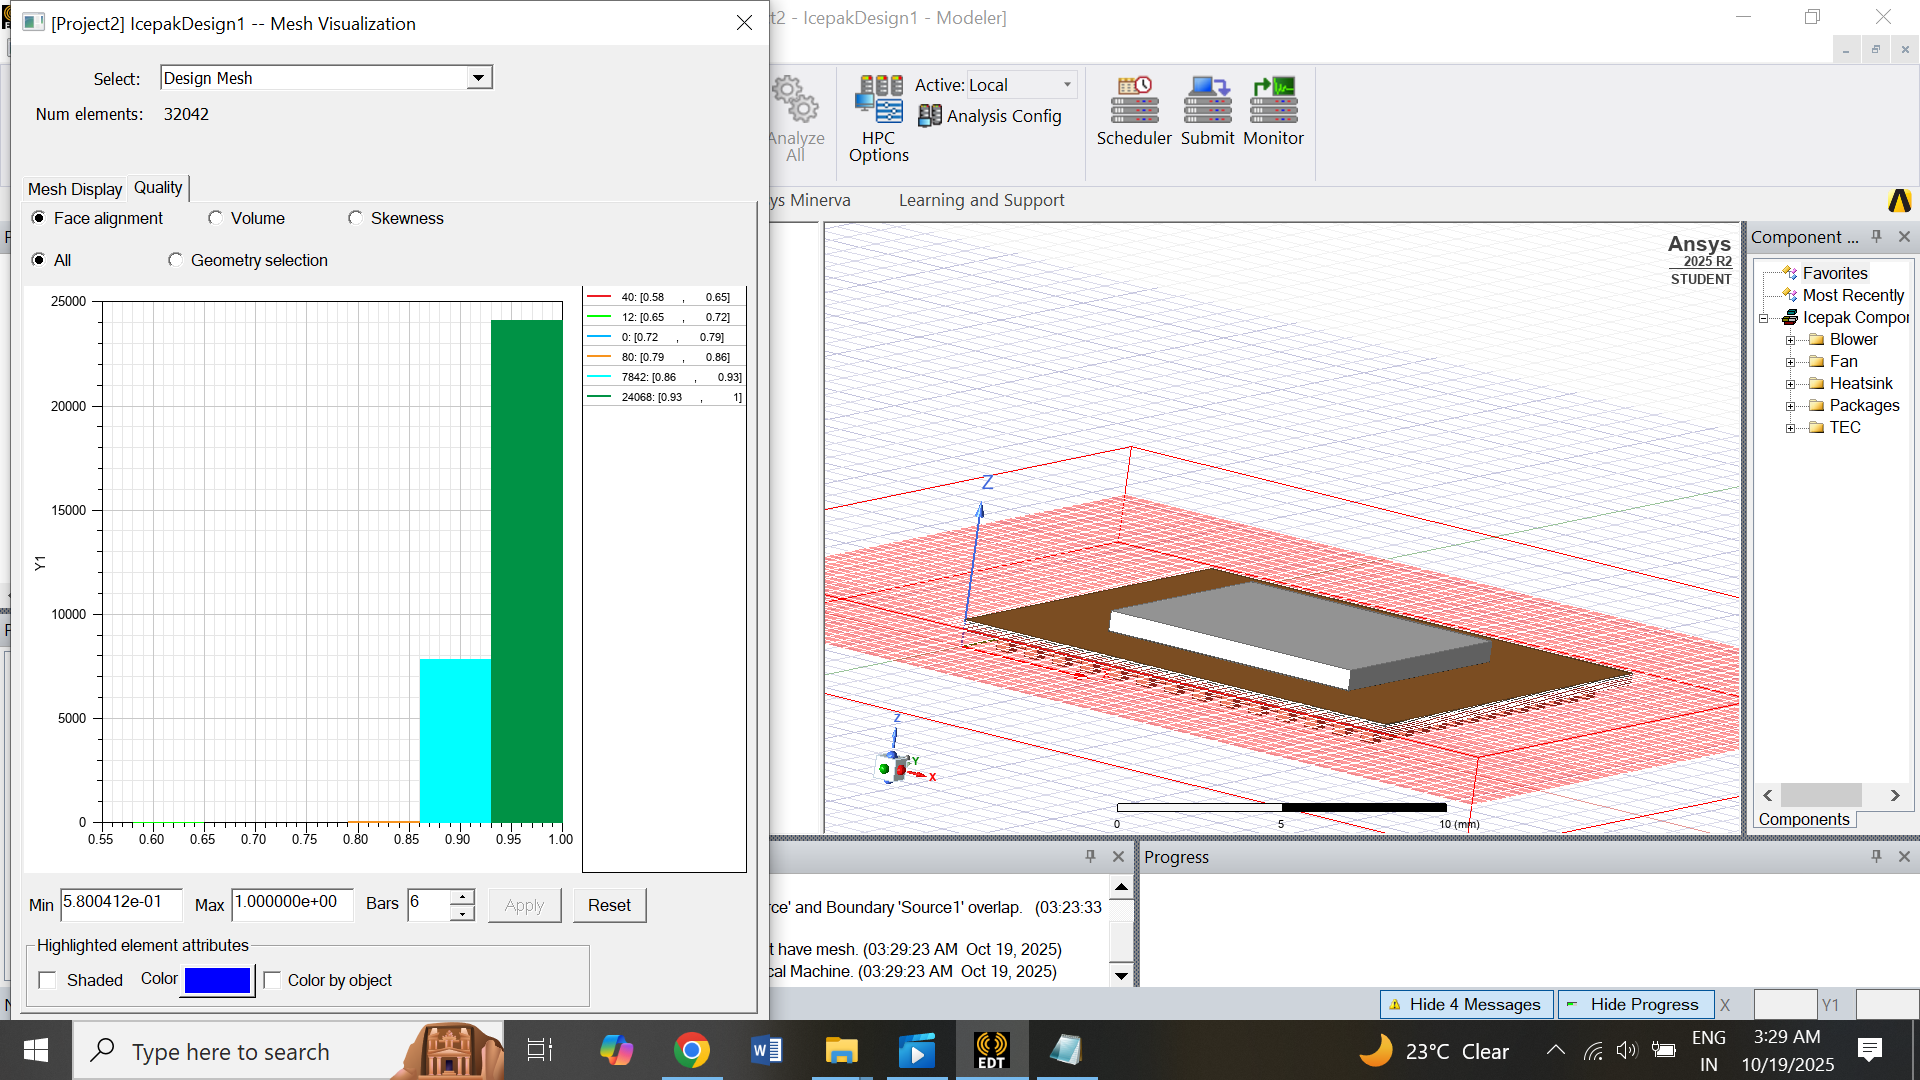 [Project2] IcepakDesign1 -- Mesh Visualization
t2 - IcepakDesign1 - Modeler]
Select: Design Mesh
Num elements: 32042
Mesh Display Quality
Face alignment Volume Skewness
All Geometry selection
25000
20000
15000
10000
5000
0
Y1
0.55 0.60 0.65 0.70 0.75 0.80 0.85 0.90 0.95 1.00
40: [0.58 , 0.65]
12: [0.65 , 0.72]
0: [0.72 , 0.79]
80: [0.79 , 0.86]
7842: [0.86 , 0.93]
24068: [0.93 , 1]
Min 5.800412e-01 Max 1.000000e+00 Bars 6 Apply Reset
Highlighted element attributes
Shaded Color Color by object
Analyze
All
HPC
Options
Active: Local
Analysis Config
Scheduler Submit Monitor
ys Minerva Learning and Support
Ansys
2025 R2
STUDENT
Z
Z
Y
X
0 5 10 (mm)
Component ...
Favorites
Most Recently
Icepak Compor
Blower
Fan
Heatsink
Packages
TEC
Components
rce' and Boundary 'Source1' overlap. (03:23:33
t have mesh. (03:29:23 AM Oct 19, 2025)
cal Machine. (03:29:23 AM Oct 19, 2025)
Progress
Hide 4 Messages Hide Progress X Y1
Type here to search
EDT
23°C Clear
ENG
IN
3:29 AM
10/19/2025